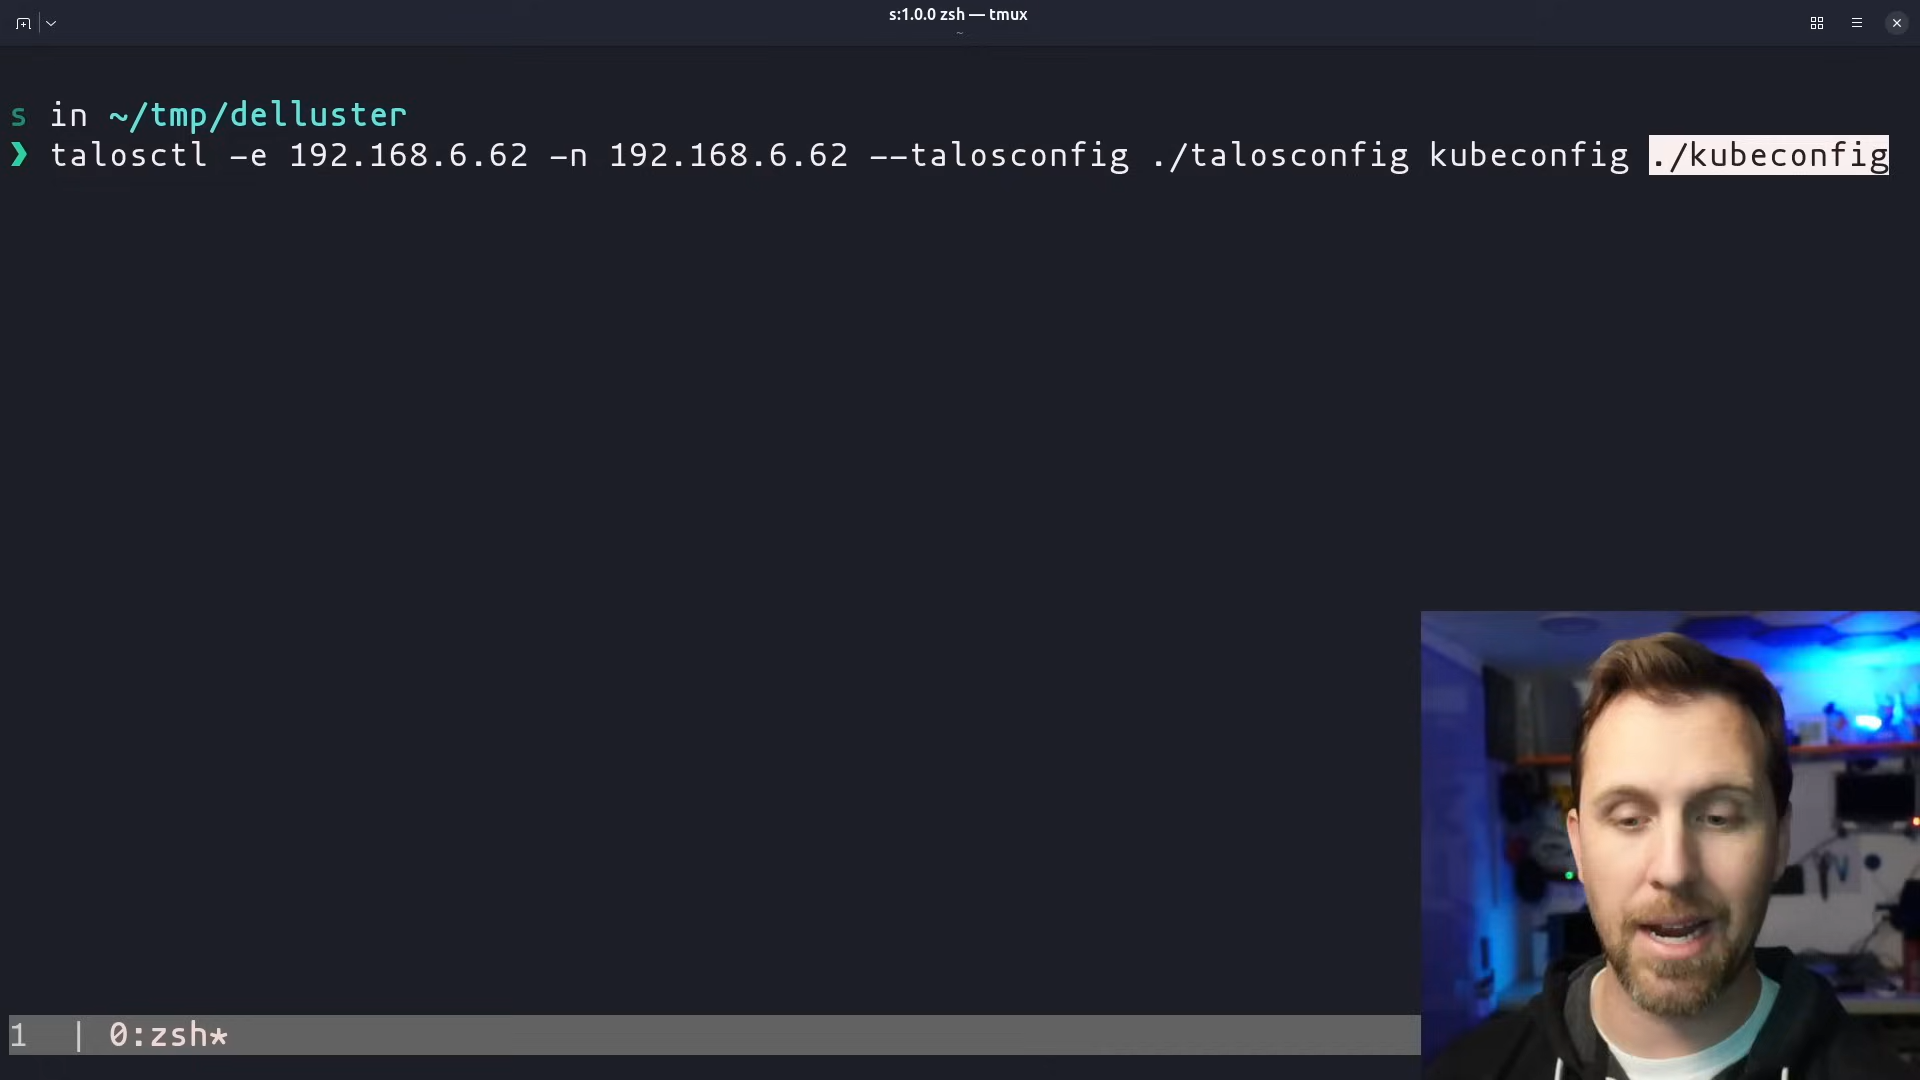 s:1.0.0 zsh — tmux
~
s in ~/tmp/delluster
❯ talosctl -e 192.168.6.62 -n 192.168.6.62 --talosconfig ./talosconfig kubeconfig ./kubeconfig
1 | 0:zsh*